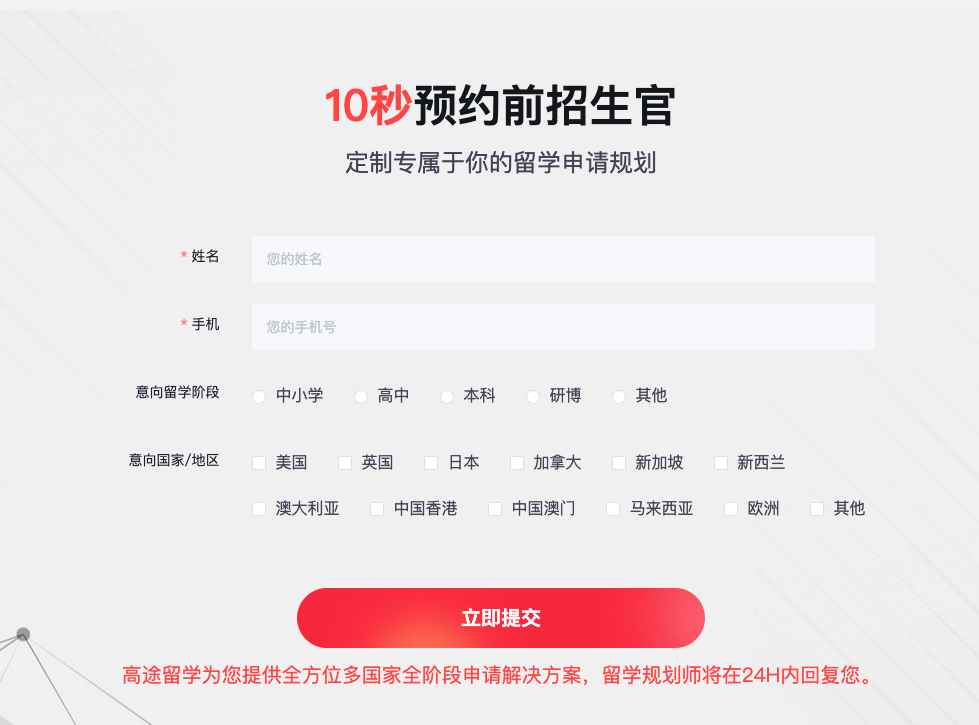 10秒预约前招生官
定制专属于你的留学申请规划
* 姓名 您的姓名
* 手机 您的手机号
意向留学阶段 中小学 高中 本科 研博 其他
意向国家/地区 美国 英国 日本 加拿大 新加坡 新西兰
澳大利亚 中国香港 中国澳门 马来西亚 欧洲 其他
立即提交
高途留学为您提供全方位多国家全阶段申请解决方案，留学规划师将在24H内回复您。